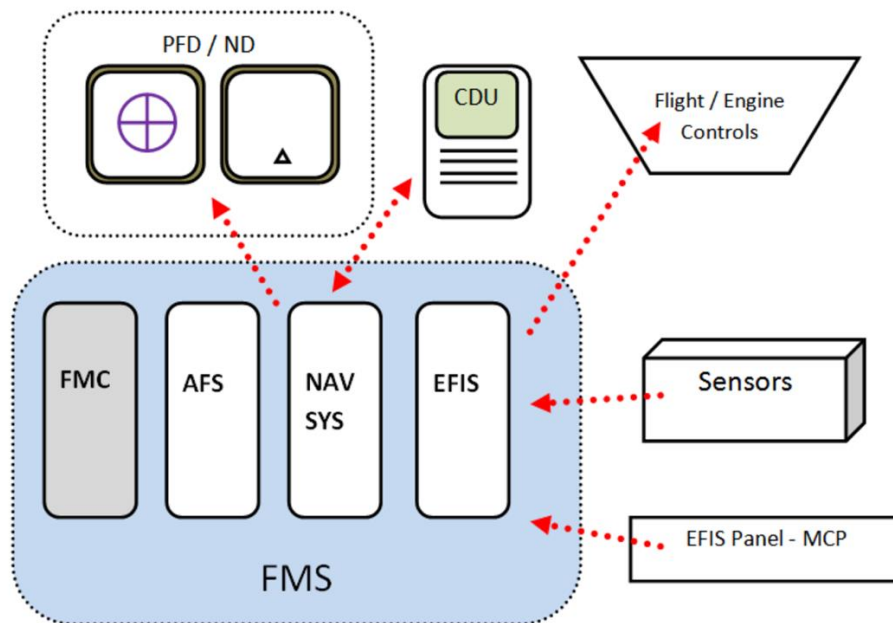 PFD / ND
CDU
Flight / Engine
Controls
FMC
AFS
NAV
SYS
EFIS
Sensors
EFIS Panel - MCP
FMS